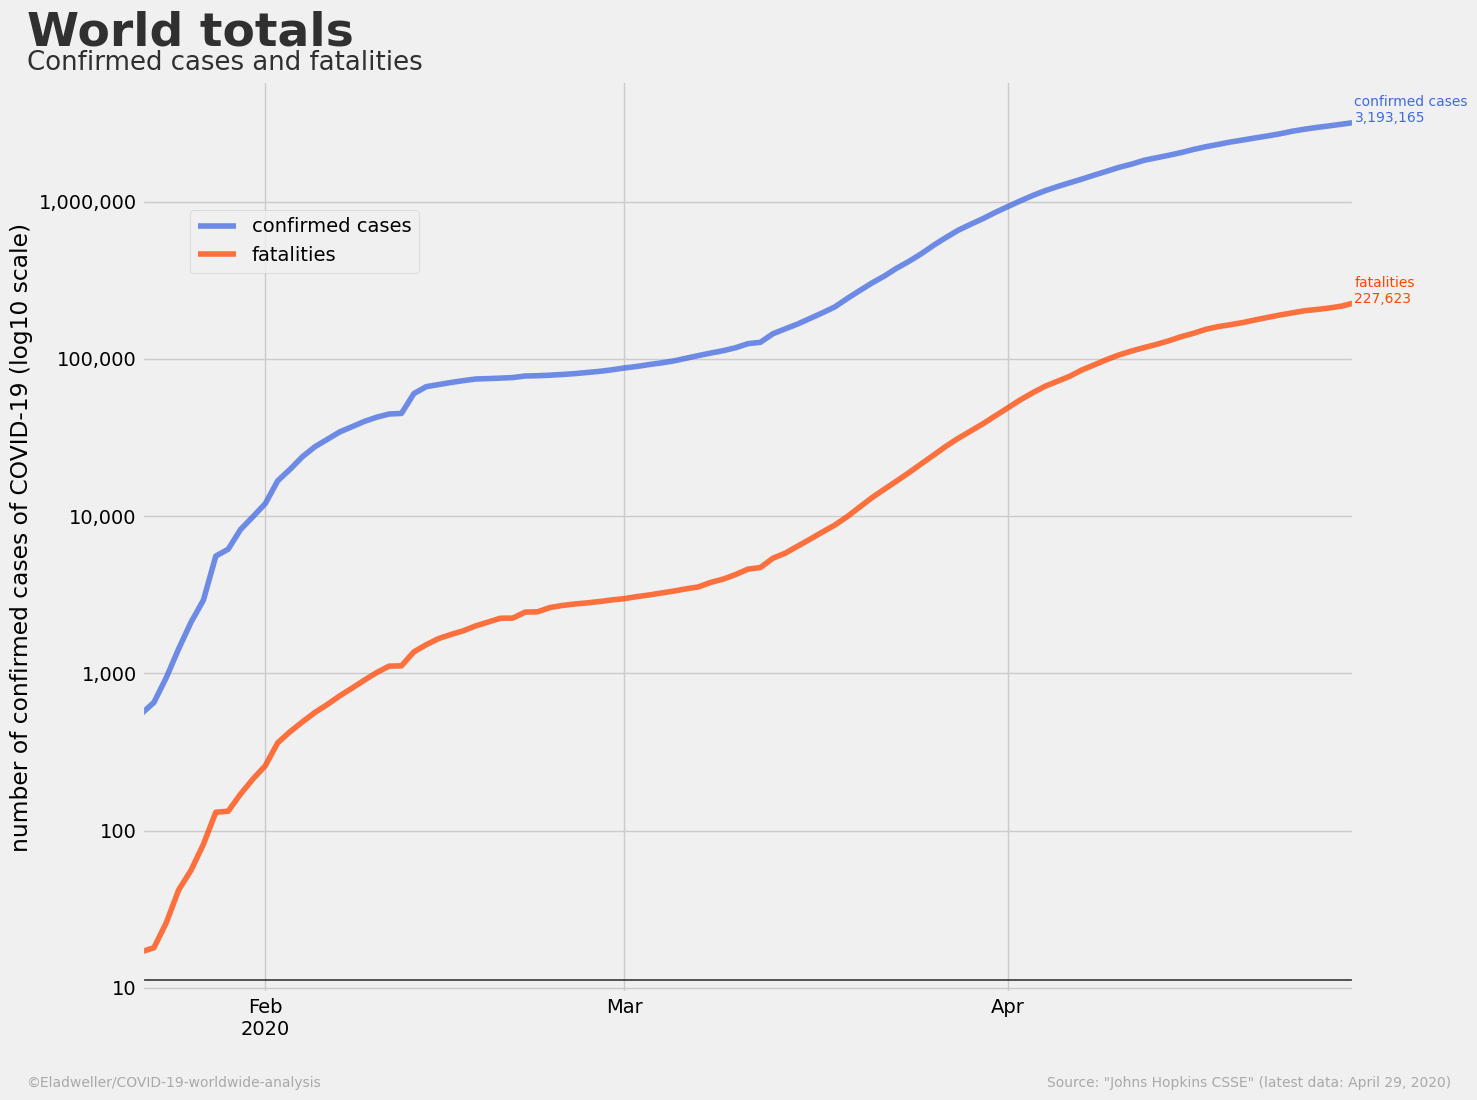 World totals
Confirmed cases and fatalities
confirmed cases
3,193,165
fatalities
227,623
confirmed cases
fatalities
number of confirmed cases of COVID-19 (log10 scale)
1,000,000
100,000
10,000
1,000
100
10
Feb
2020
Mar
Apr
©Eladweller/COVID-19-worldwide-analysis
Source: "Johns Hopkins CSSE" (latest data: April 29, 2020)